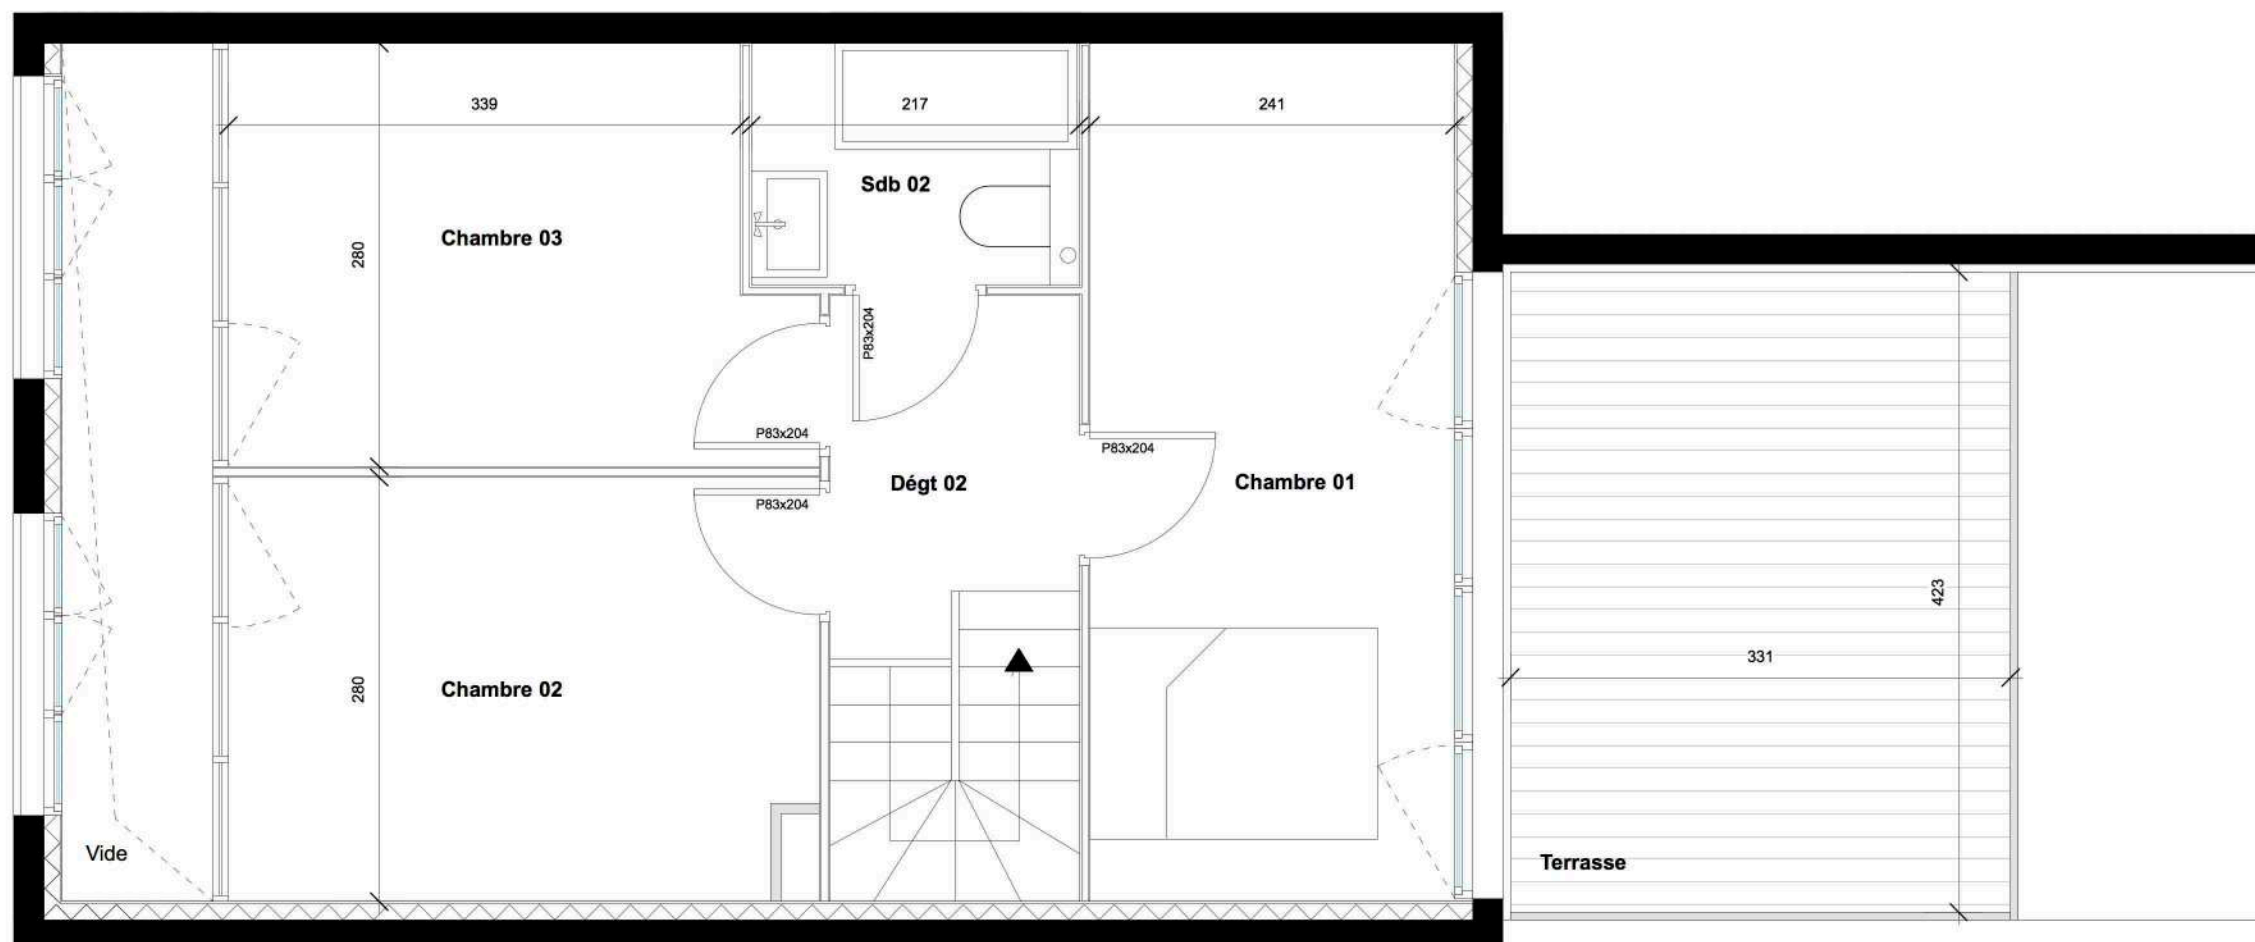 339
217
241
Sdb 02
Chambre 03
280
P83x204
P83x204
P83x204
Dégt 02
Chambre 01
P83x204
423
331
280
Chambre 02
Vide
Terrasse